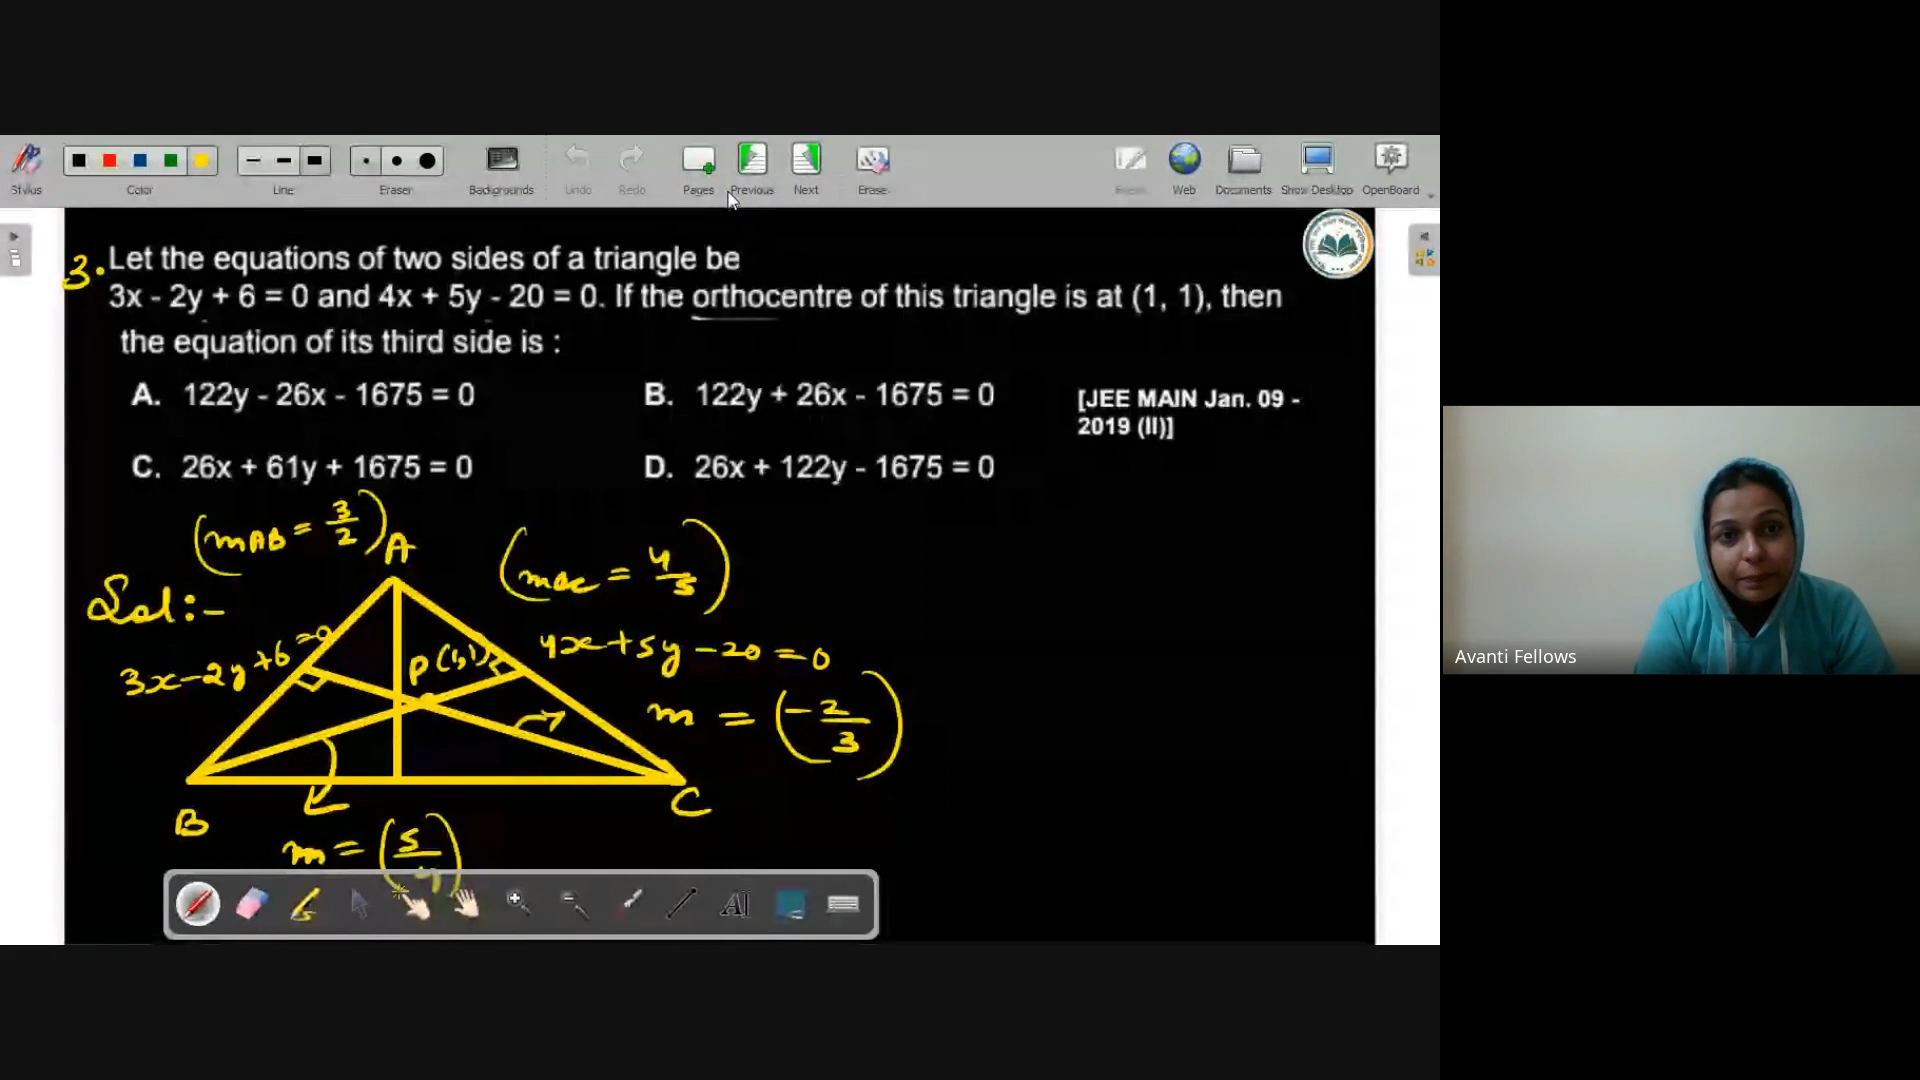 Stylus
Color
Line
Eraser
Backgrounds
Undo
Redo
Pages
Previous
Next
Erase
Web
Documents
Show Desktop
OpenBoard
3. Let the equations of two sides of a triangle be
3x - 2y + 6 = 0 and 4x + 5y - 20 = 0. If the orthocentre of this triangle is at (1, 1), then
the equation of its third side is :
A. 122y - 26x - 1675 = 0
B. 122y + 26x - 1675 = 0
[JEE MAIN Jan. 09 -
2019 (II)]
C. 26x + 61y + 1675 = 0
D. 26x + 122y - 1675 = 0
(mAB = 3/2)
A
(mAC = 4/5)
Sol:-
3x-2y+6=0
P(1,1)
4x+5y-20=0
m = (-2/3)
B
C
m = (5/4)
AI
Avanti Fellows